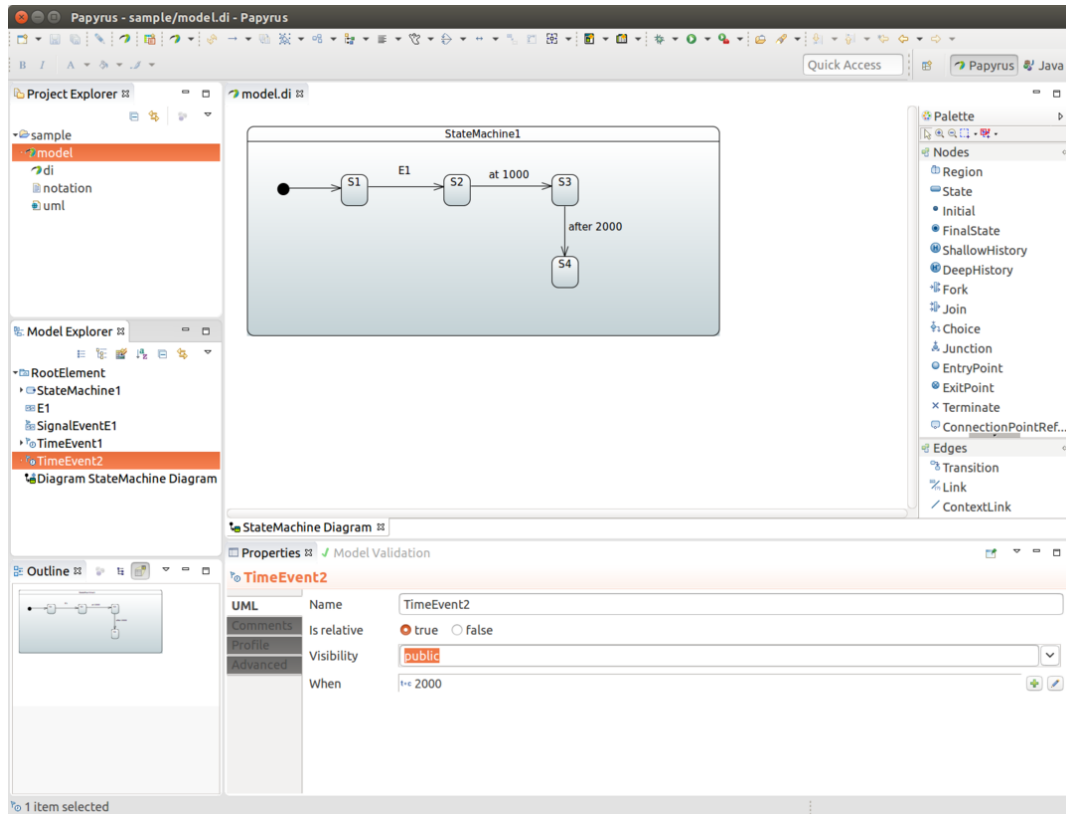 Papyrus - sample/model.di - Papyrus
B I A
Quick Access
Papyrus
Java
Project Explorer
sample
model
di
notation
uml
Model Explorer
RootElement
StateMachine1
E1
SignalEventE1
TimeEvent1
TimeEvent2
Diagram StateMachine Diagram
Outline
model.di
StateMachine1
S1
E1
S2
at 1000
S3
after 2000
S4
Palette
Nodes
Region
State
Initial
FinalState
ShallowHistory
DeepHistory
Fork
Join
Choice
Junction
EntryPoint
ExitPoint
Terminate
ConnectionPointRef...
Edges
Transition
Link
ContextLink
StateMachine Diagram
Properties
Model Validation
TimeEvent2
UML
Comments
Profile
Advanced
Name TimeEvent2
Is relative true false
Visibility public
When 2000
1 item selected